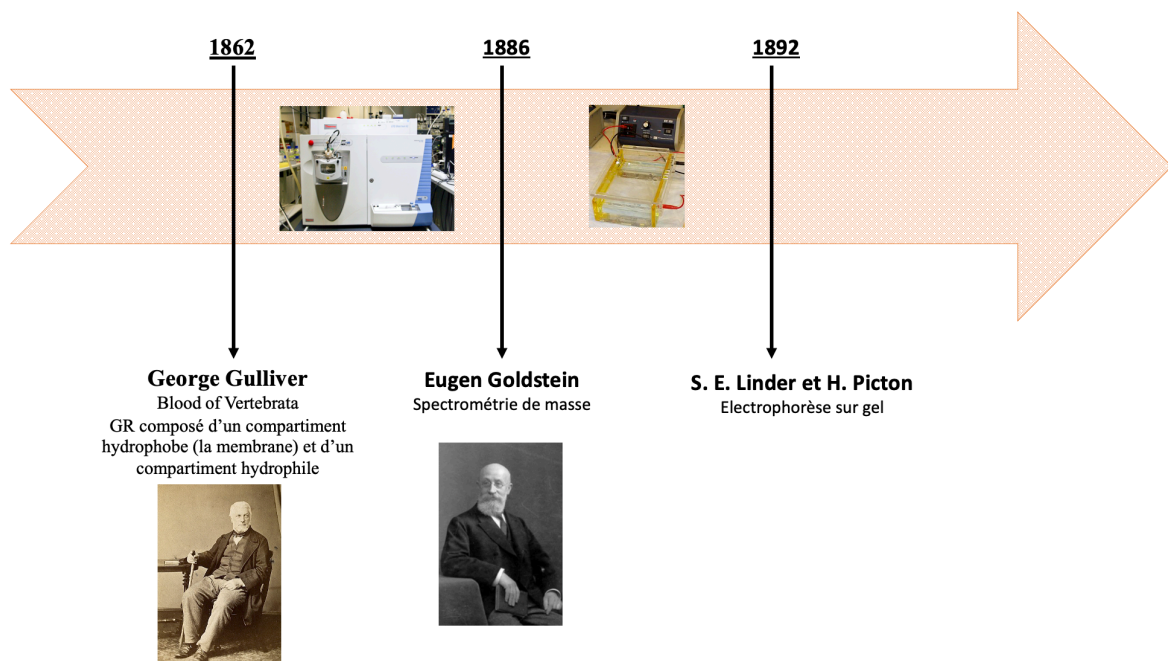 1862
1886
1892
George Gulliver
Blood of Vertebrata
GR composé d’un compartiment
hydrophobe (la membrane) et d’un
compartiment hydrophile
Eugen Goldstein
Spectrométrie de masse
S. E. Linder et H. Picton
Electrophorèse sur gel